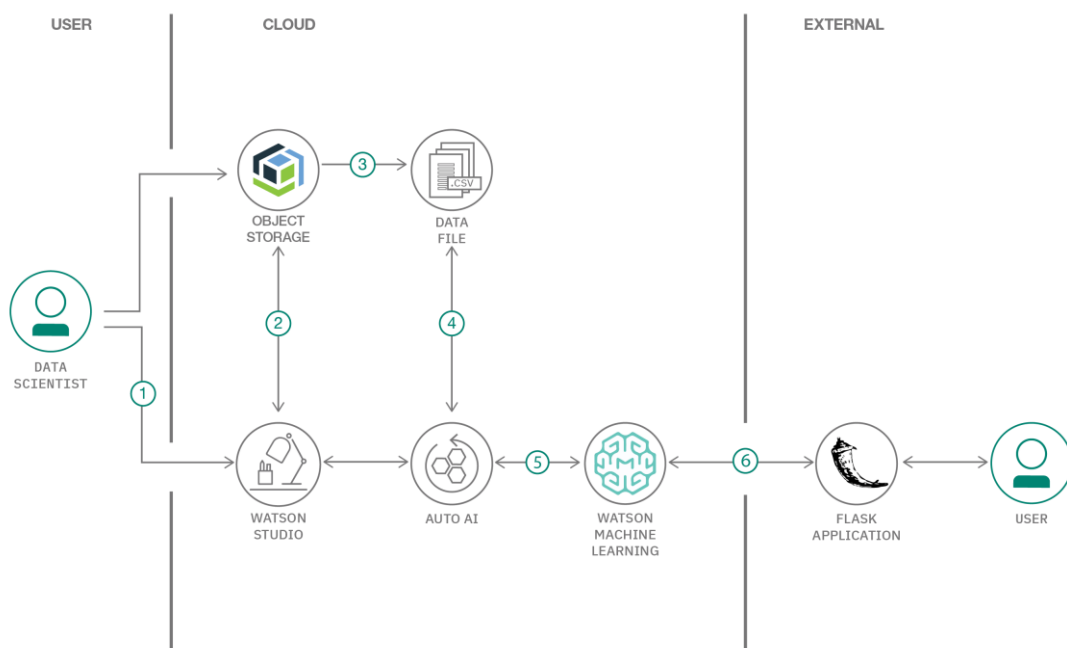 USER
CLOUD
EXTERNAL
3
.CSV
OBJECT
STORAGE
DATA
FILE
2
4
DATA
SCIENTIST
1
5
6
WATSON
STUDIO
AUTO AI
WATSON
MACHINE
LEARNING
FLASK
APPLICATION
USER